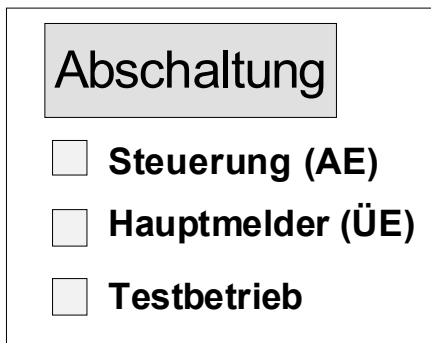 Abschaltung
Steuerung (AE)
Hauptmelder (ÜE)
Testbetrieb